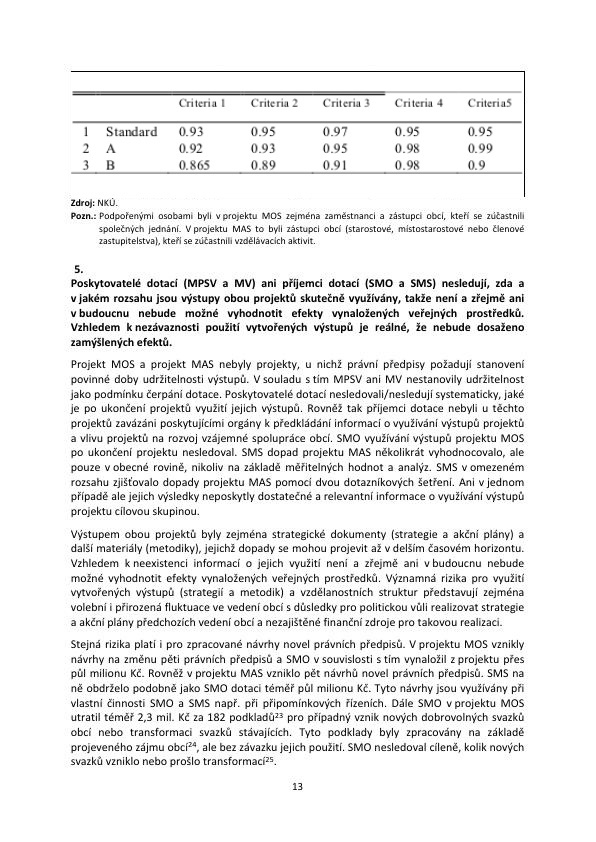 Criteria 1 Criteria 2 Criteria 3 Criteria 4 Criteria5
1 Standard 0.93 0.95 0.97 0.95 0.95
2 A 0.92 0.93 0.95 0.98 0.99
3 B 0.865 0.89 0.91 0.98 0.9
Zdroj: NKÚ.
Pozn.: Podpořenými osobami byli v projektu MOS zejména zaměstnanci a zástupci obcí, kteří se zúčastnili
společných jednání. V projektu MAS to byli zástupci obcí (starostové, místostarostové nebo členové
zastupitelstva), kteří se zúčastnili vzdělávacích aktivit.
5.
Poskytovatelé dotací (MPSV a MV) ani příjemci dotací (SMO a SMS) nesledují, zda a
v jakém rozsahu jsou výstupy obou projektů skutečně využívány, takže není a zřejmě ani
v budoucnu nebude možné vyhodnotit efekty vynaložených veřejných prostředků.
Vzhledem k nezávaznosti použití vytvořených výstupů je reálné, že nebude dosaženo
zamýšlených efektů.
Projekt MOS a projekt MAS nebyly projekty, u nichž právní předpisy požadují stanovení
povinné doby udržitelnosti výstupů. V souladu s tím MPSV ani MV nestanovily udržitelnost
jako podmínku čerpání dotace. Poskytovatelé dotací nesledovali/nesledují systematicky, jaké
je po ukončení projektů využití jejich výstupů. Rovněž tak příjemci dotace nebyli u těchto
projektů zavázáni poskytujícími orgány k předkládání informací o využívání výstupů projektů
a vlivu projektů na rozvoj vzájemné spolupráce obcí. SMO využívání výstupů projektu MOS
po ukončení projektu nesledoval. SMS dopad projektu MAS několikrát vyhodnocovalo, ale
pouze v obecné rovině, nikoliv na základě měřitelných hodnot a analýz. SMS v omezeném
rozsahu zjišťovalo dopady projektu MAS pomocí dvou dotazníkových šetření. Ani v jednom
případě ale jejich výsledky neposkytly dostatečné a relevantní informace o využívání výstupů
projektu cílovou skupinou.
Výstupem obou projektů byly zejména strategické dokumenty (strategie a akční plány) a
další materiály (metodiky), jejichž dopady se mohou projevit až v delším časovém horizontu.
Vzhledem k neexistenci informací o jejich využití není a zřejmě ani v budoucnu nebude
možné vyhodnotit efekty vynaložených veřejných prostředků. Významná rizika pro využití
vytvořených výstupů (strategií a metodik) a vzdělanostních struktur představují zejména
volební i přirozená fluktuace ve vedení obcí s důsledky pro politickou vůli realizovat strategie
a akční plány předchozích vedení obcí a nezajištěné finanční zdroje pro takovou realizaci.
Stejná rizika platí i pro zpracované návrhy novel právních předpisů. V projektu MOS vznikly
návrhy na změnu pěti právních předpisů a SMO v souvislosti s tím vynaložil z projektu přes
půl milionu Kč. Rovněž v projektu MAS vzniklo pět návrhů novel právních předpisů. SMS na
ně obdrželo podobně jako SMO dotaci téměř půl milionu Kč. Tyto návrhy jsou využívány při
vlastní činnosti SMO a SMS např. při připomínkových řízeních. Dále SMO v projektu MOS
utratil téměř 2,3 mil. Kč za 182 podkladů23 pro případný vznik nových dobrovolných svazků
obcí nebo transformaci svazků stávajících. Tyto podklady byly zpracovány na základě
projeveného zájmu obcí24, ale bez závazku jejich použití. SMO nesledoval cíleně, kolik nových
svazků vzniklo nebo prošlo transformací25.
13